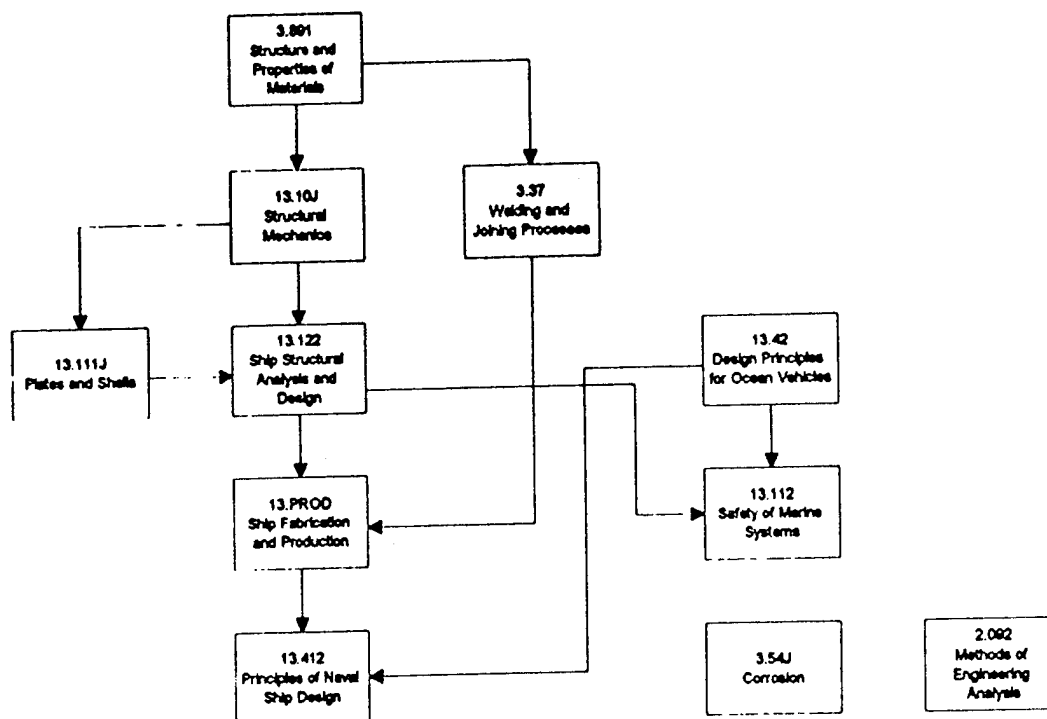 3.891
Structure and
Properties of
Materials
13.10J
Structural
Mechanics
3.37
Welding and
Joining Processes
13.111J
Plates and Shells
13.122
Ship Structural
Analysis and
Design
13.42
Design Principles
for Ocean Vehicles
13.PROD
Ship Fabrication
and Production
13.112
Safety of Marine
Systems
13.412
Principles of Naval
Ship Design
3.54J
Corrosion
2.092
Methods of
Engineering
Analysis